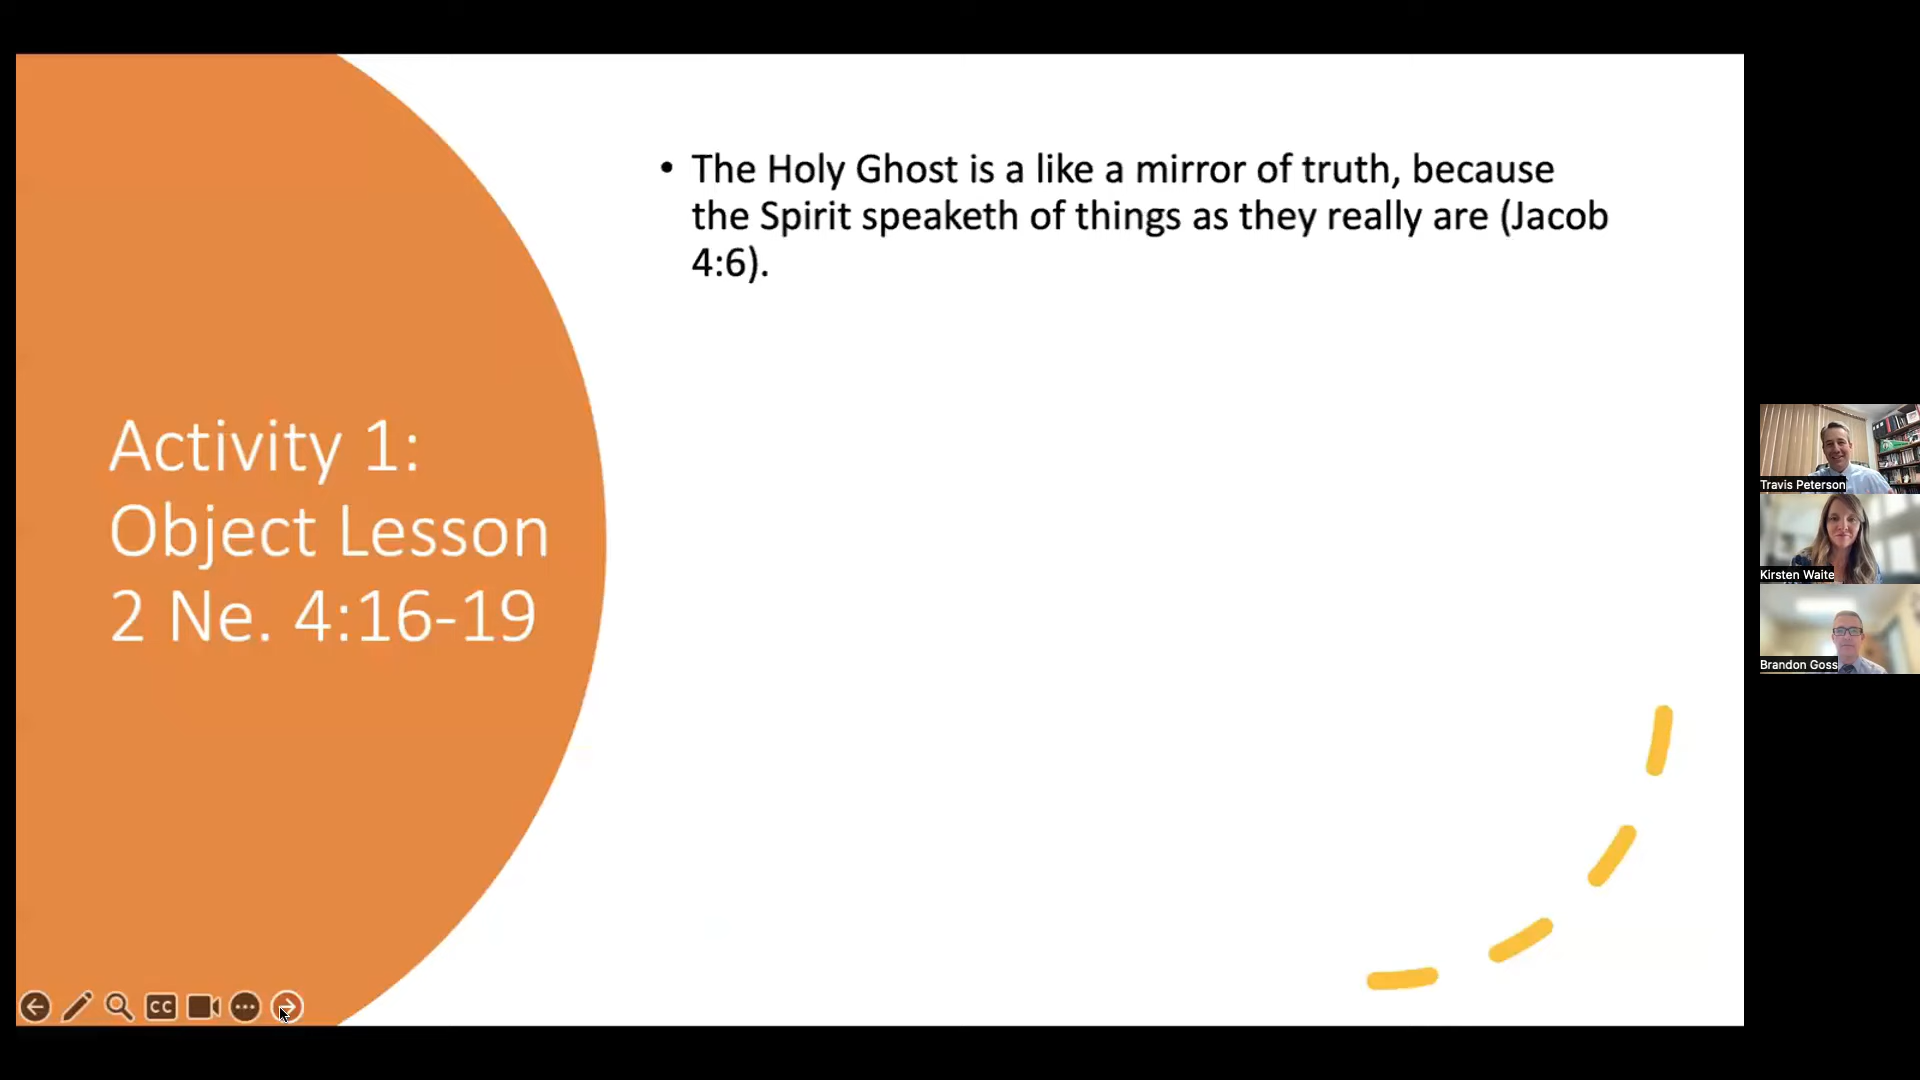 Activity 1:
Object Lesson
2 Ne. 4:16-19
• The Holy Ghost is a like a mirror of truth, because
the Spirit speaketh of things as they really are (Jacob
4:6).
Travis Peterson
Kirsten Waite
Brandon Goss
CC